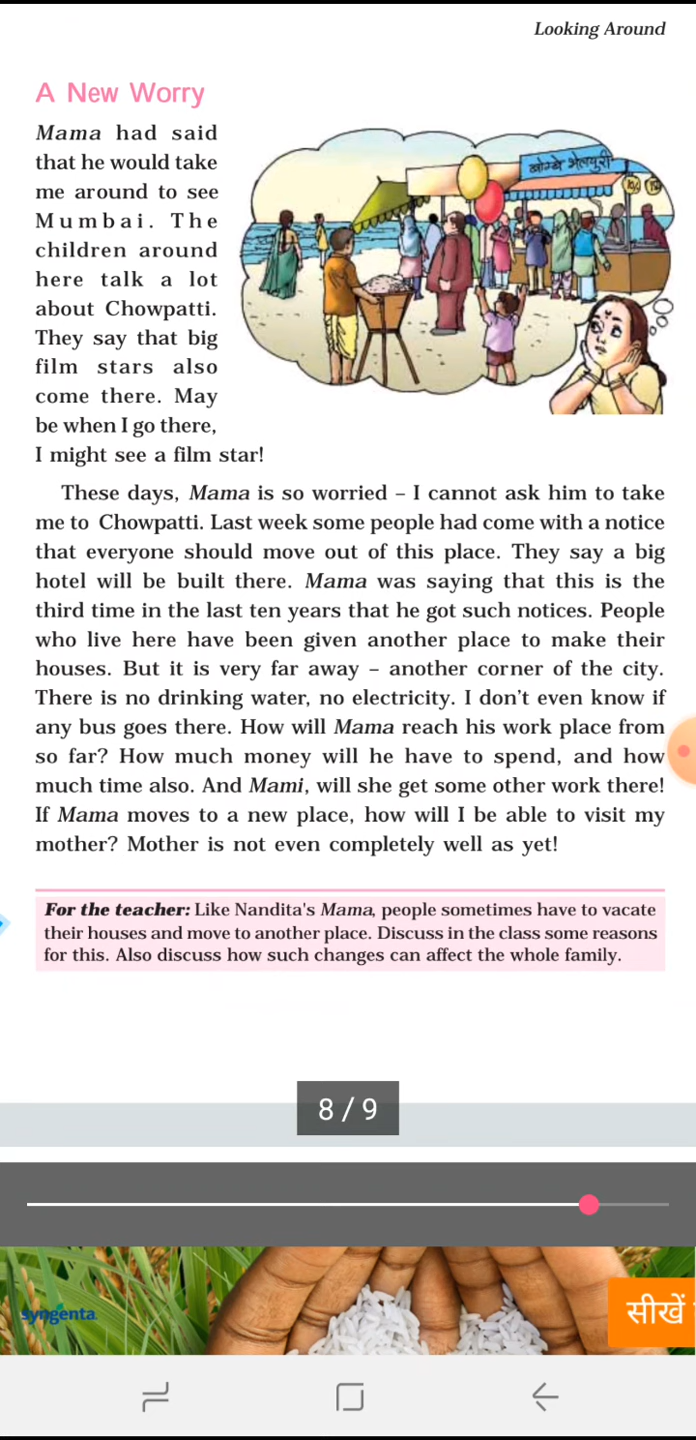 Looking Around
A New Worry
Mama had said
that he would take
me around to see
Mumbai. The
children around
here talk a lot
about Chowpatti.
They say that big
film stars also
come there. May
be when I go there,
I might see a film star!
बोम्बे भेलपुरी
These days, Mama is so worried – I cannot ask him to take
me to Chowpatti. Last week some people had come with a notice
that everyone should move out of this place. They say a big
hotel will be built there. Mama was saying that this is the
third time in the last ten years that he got such notices. People
who live here have been given another place to make their
houses. But it is very far away – another corner of the city.
There is no drinking water, no electricity. I don't even know if
any bus goes there. How will Mama reach his work place from
so far? How much money will he have to spend, and how
much time also. And Mami, will she get some other work there!
If Mama moves to a new place, how will I be able to visit my
mother? Mother is not even completely well as yet!
For the teacher: Like Nandita's Mama, people sometimes have to vacate
their houses and move to another place. Discuss in the class some reasons
for this. Also discuss how such changes can affect the whole family.
8 / 9
syngenta
सीखें